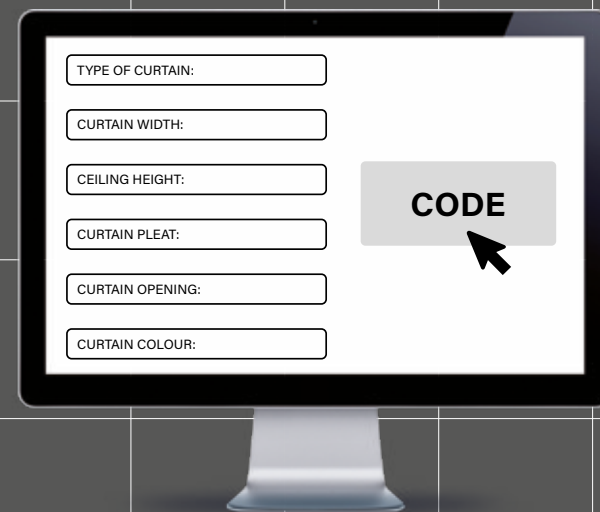 TYPE OF CURTAIN:
CURTAIN WIDTH:
CEILING HEIGHT:
CURTAIN PLEAT:
CURTAIN OPENING:
CURTAIN COLOUR:
CODE